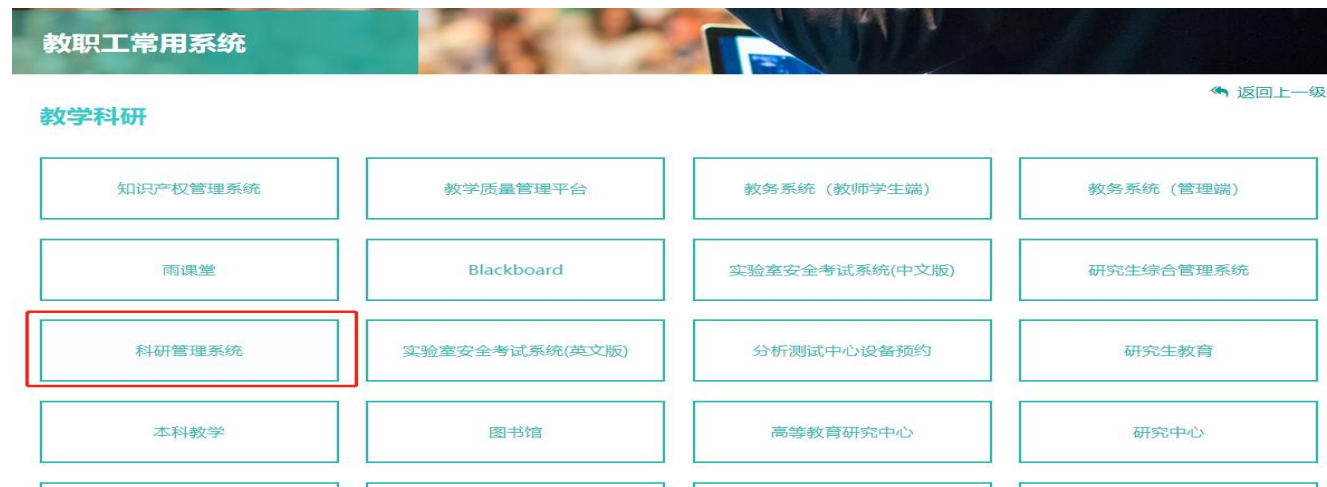 教职工常用系统
返回上一级
教学科研
知识产权管理系统
教学质量管理平台
教务系统（教师学生端）
教务系统（管理端）
雨课堂
Blackboard
实验室安全考试系统(中文版)
研究生综合管理系统
科研管理系统
实验室安全考试系统(英文版)
分析测试中心设备预约
研究生教育
本科教学
图书馆
高等教育研究中心
研究中心